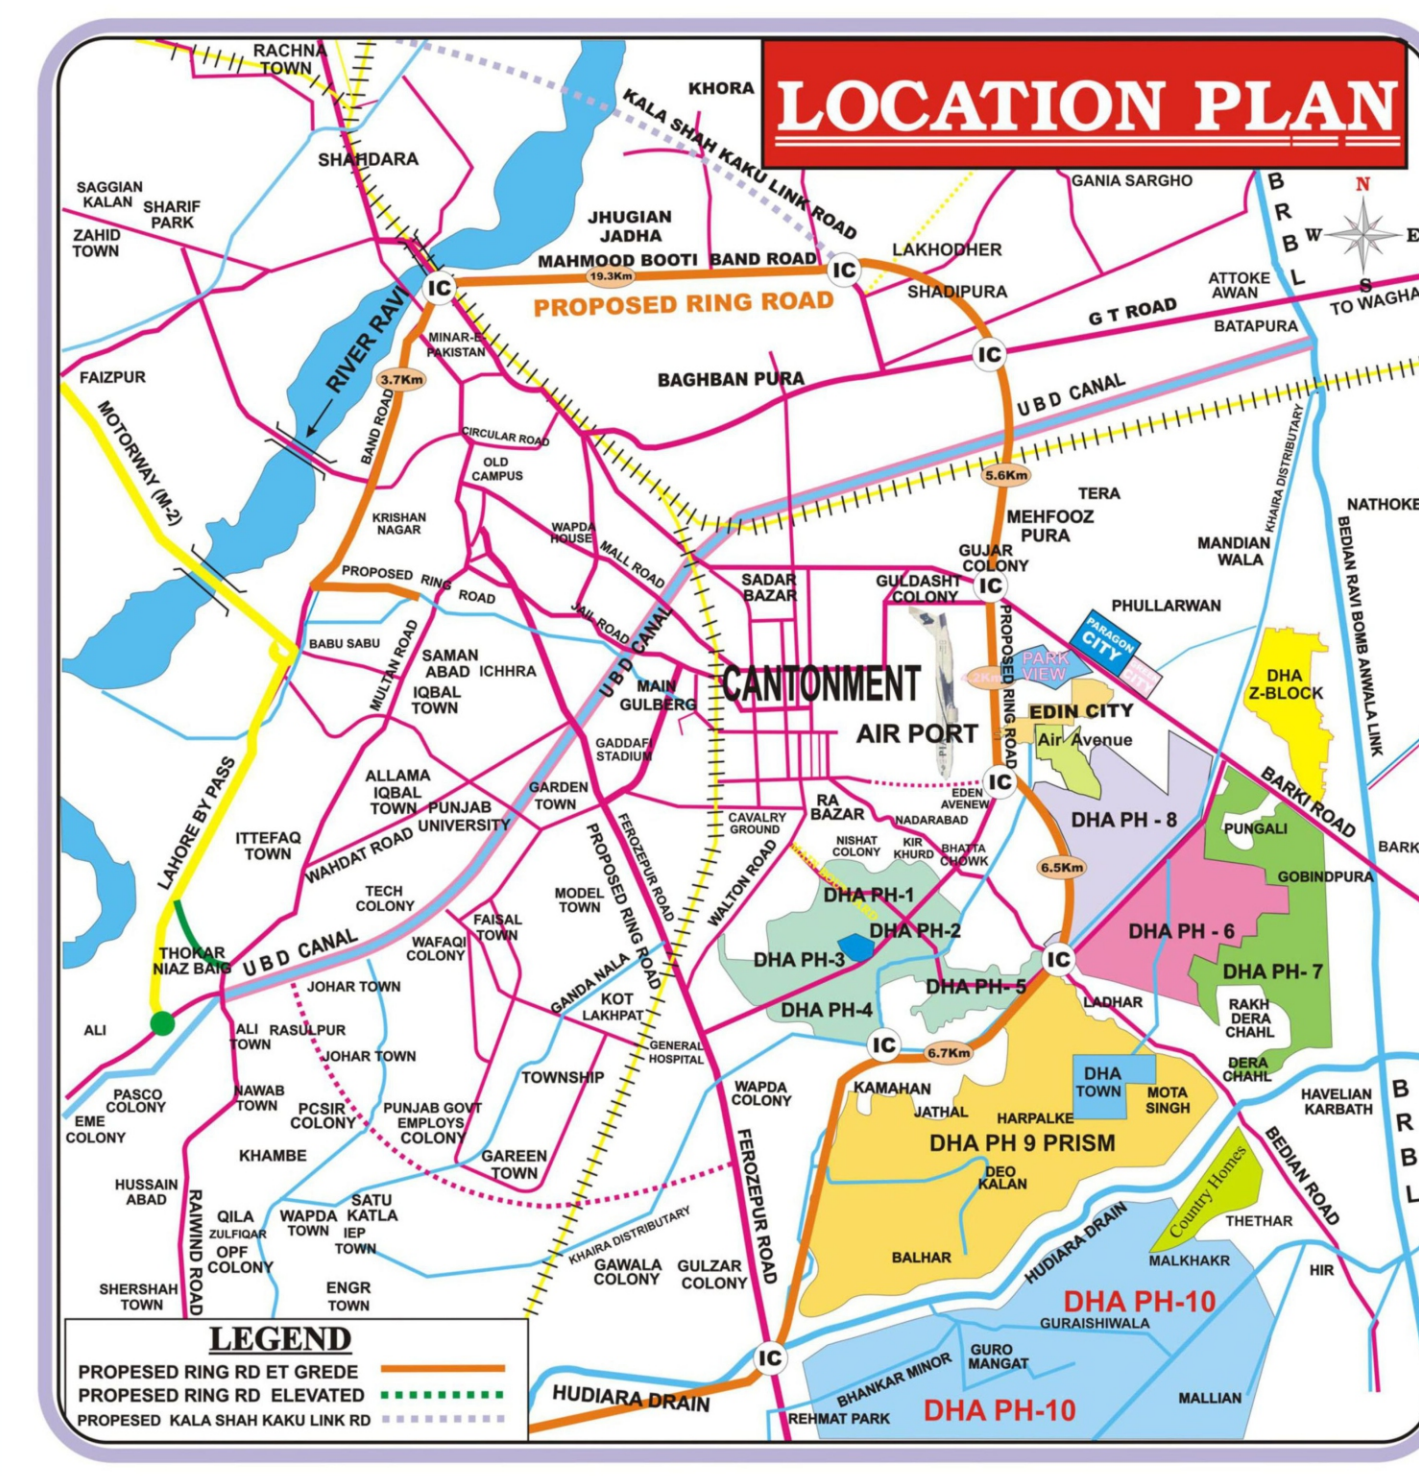 LOCATION PLAN
RACHNA
TOWN
KHORA
KALA SHAH KAKU LINK ROAD
SHAHDARA
GANIA SARGHO
B
R
B
L
N
W
E
S
SAGGIAN
KALAN
SHARIF
PARK
ZAHID
TOWN
JHUGIAN
JADHA
MAHMOOD BOOTI BAND ROAD
19.3Km
IC
IC
PROPOSED RING ROAD
LAKHODHER
SHADIPURA
ATTOKE
AWAN
TO WAGHA
G T ROAD
BATAPURA
RIVER RAVI
MINAR-E-
PAKISTAN
IC
FAIZPUR
3.7Km
BAGHBAN PURA
UBD CANAL
MOTORWAY (M-2)
BAND ROAD
CIRCULAR ROAD
OLD
CAMPUS
5.6Km
TERA
KHAIRA DISTRIBUTARY
NATHOKE
KRISHAN
NAGAR
WAPDA
HOUSE
MALL ROAD
MEHFOOZ
PURA
MANDIAN
WALA
BEDIAN RAVI BOMB ANWALA LINK
GUJAR
COLONY
PROPOSED RING ROAD
SADAR
BAZAR
GULDASHT
COLONY
IC
PHULLARWAN
JAIL ROAD
UBD CANAL
BABU SABU
MULTAN ROAD
SAMAN
ABAD
ICHHRA
IQBAL
TOWN
MAIN
GULBERG
CANTONMENT
PROPOSED RING ROAD
PARAGON
CITY
CITY
PARK
VIEW
DHA
Z-BLOCK
EDIN CITY
AIR PORT
Air Avenue
GADDAFI
STADIUM
LAHORE BY PASS
ALLAMA
IQBAL
TOWN
PUNJAB
UNIVERSITY
GARDEN
TOWN
IC
EDEN
AVENEW
RA
BAZAR
NADARABAD
CAVALRY
GROUND
DHA PH - 8
BARKI ROAD
PUNGALI
ITTEFAQ
TOWN
WAHDAT ROAD
PROPOSED RING ROAD
FEROZEPUR ROAD
WALTON ROAD
NISHAT
COLONY
KIR
KHURD
BHATTA
CHOWK
6.5Km
BARK
GOBINDPURA
TECH
COLONY
MODEL
TOWN
DHA PH-1
FAISAL
TOWN
DHA PH-2
DHA PH - 6
THOKAR
NIAZ BAIG
UBD CANAL
WAFAQI
COLONY
DHA PH-3
IC
DHA PH- 7
GANDA NALA
JOHAR TOWN
KOT
LAKHPAT
DHA PH- 5
DHA PH-4
LADHAR
RAKH
DERA
CHAHL
ALI
ALI
TOWN
RASULPUR
JOHAR TOWN
GENERAL
HOSPITAL
IC
6.7Km
DERA
CHAHL
TOWNSHIP
DHA
TOWN
PASCO
COLONY
NAWAB
TOWN
WAPDA
COLONY
KAMAHAN
MOTA
SINGH
HAVELIAN
KARBATH
B
R
B
L
EME
COLONY
PCSIR
COLONY
PUNJAB GOVT
EMPLOYS
COLONY
JATHAL
HARPALKE
DHA PH 9 PRISM
KHAMBE
GAREEN
TOWN
FEROZEPUR ROAD
DEO
KALAN
Country Homes
BEDIAN ROAD
HUSSAIN
ABAD
RAIWIND ROAD
QILA
ZULFIQAR
OPF
COLONY
WAPDA
TOWN
SATU
KATLA
IEP
TOWN
KHAIRA DISTRIBUTARY
HUDIARA DRAIN
THETHAR
BALHAR
MALKHAKR
HIR
GAWALA
COLONY
GULZAR
COLONY
SHERSHAH
TOWN
ENGR
TOWN
DHA PH-10
GURAISHIWALA
LEGEND
PROPESED RING RD ET GREDE
PROPESED RING RD ELEVATED
PROPESED KALA SHAH KAKU LINK RD
IC
GURO
MANGAT
BHANKAR MINOR
HUDIARA DRAIN
REHMAT PARK
DHA PH-10
MALLIAN